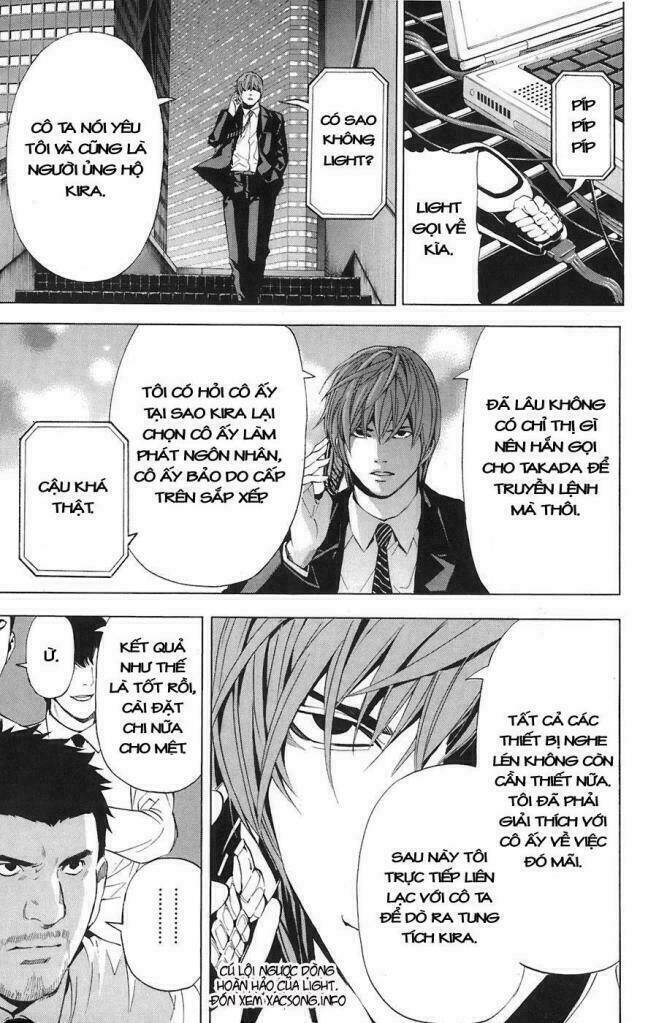 PÍP
PÍP
PÍP
LIGHT
GỌI VỀ
KÌA.
CÓ SAO
KHÔNG,
LIGHT?
CÔ TA NÓI YÊU
TÔI VÀ CŨNG LÀ
NGƯỜI ỦNG HỘ
KIRA.
ĐÃ LÂU KHÔNG
CÓ CHỈ THỊ GÌ
NÊN HẮN GỌI
CHO TAKADA ĐỂ
TRUYỀN LỆNH
MÀ THÔI.
TÔI CÓ HỎI CÔ ẤY
TẠI SAO KIRA LẠI
CHỌN CÔ ẤY LÀM
PHÁT NGÔN NHÂN,
CÔ ẤY BẢO DO CẤP
TRÊN SẮP XẾP.
CẬU KHÁ
THẬT.
TẤT CẢ CÁC
THIẾT BỊ NGHE
LÉN KHÔNG CÒN
CẦN THIẾT NỮA.
TÔI ĐÃ PHẢI
GIẢI THÍCH VỚI
CÔ ẤY VỀ VIỆC
ĐÓ MÃI.
SAU NÀY TÔI
TRỰC TIẾP LIÊN
LẠC VỚI CÔ TA
ĐỂ DÒ RA TUNG
TÍCH KIRA.
CÚ LỘI NGƯỢC DÒNG
HOÀN HẢO CỦA LIGHT.
ĐÓN XEM XACSONG.INFO
KẾT QUẢ
NHƯ THẾ
LÀ TỐT RỒI,
CÀI ĐẶT
CHI NỮA
CHO MỆT.
Ừ.
........